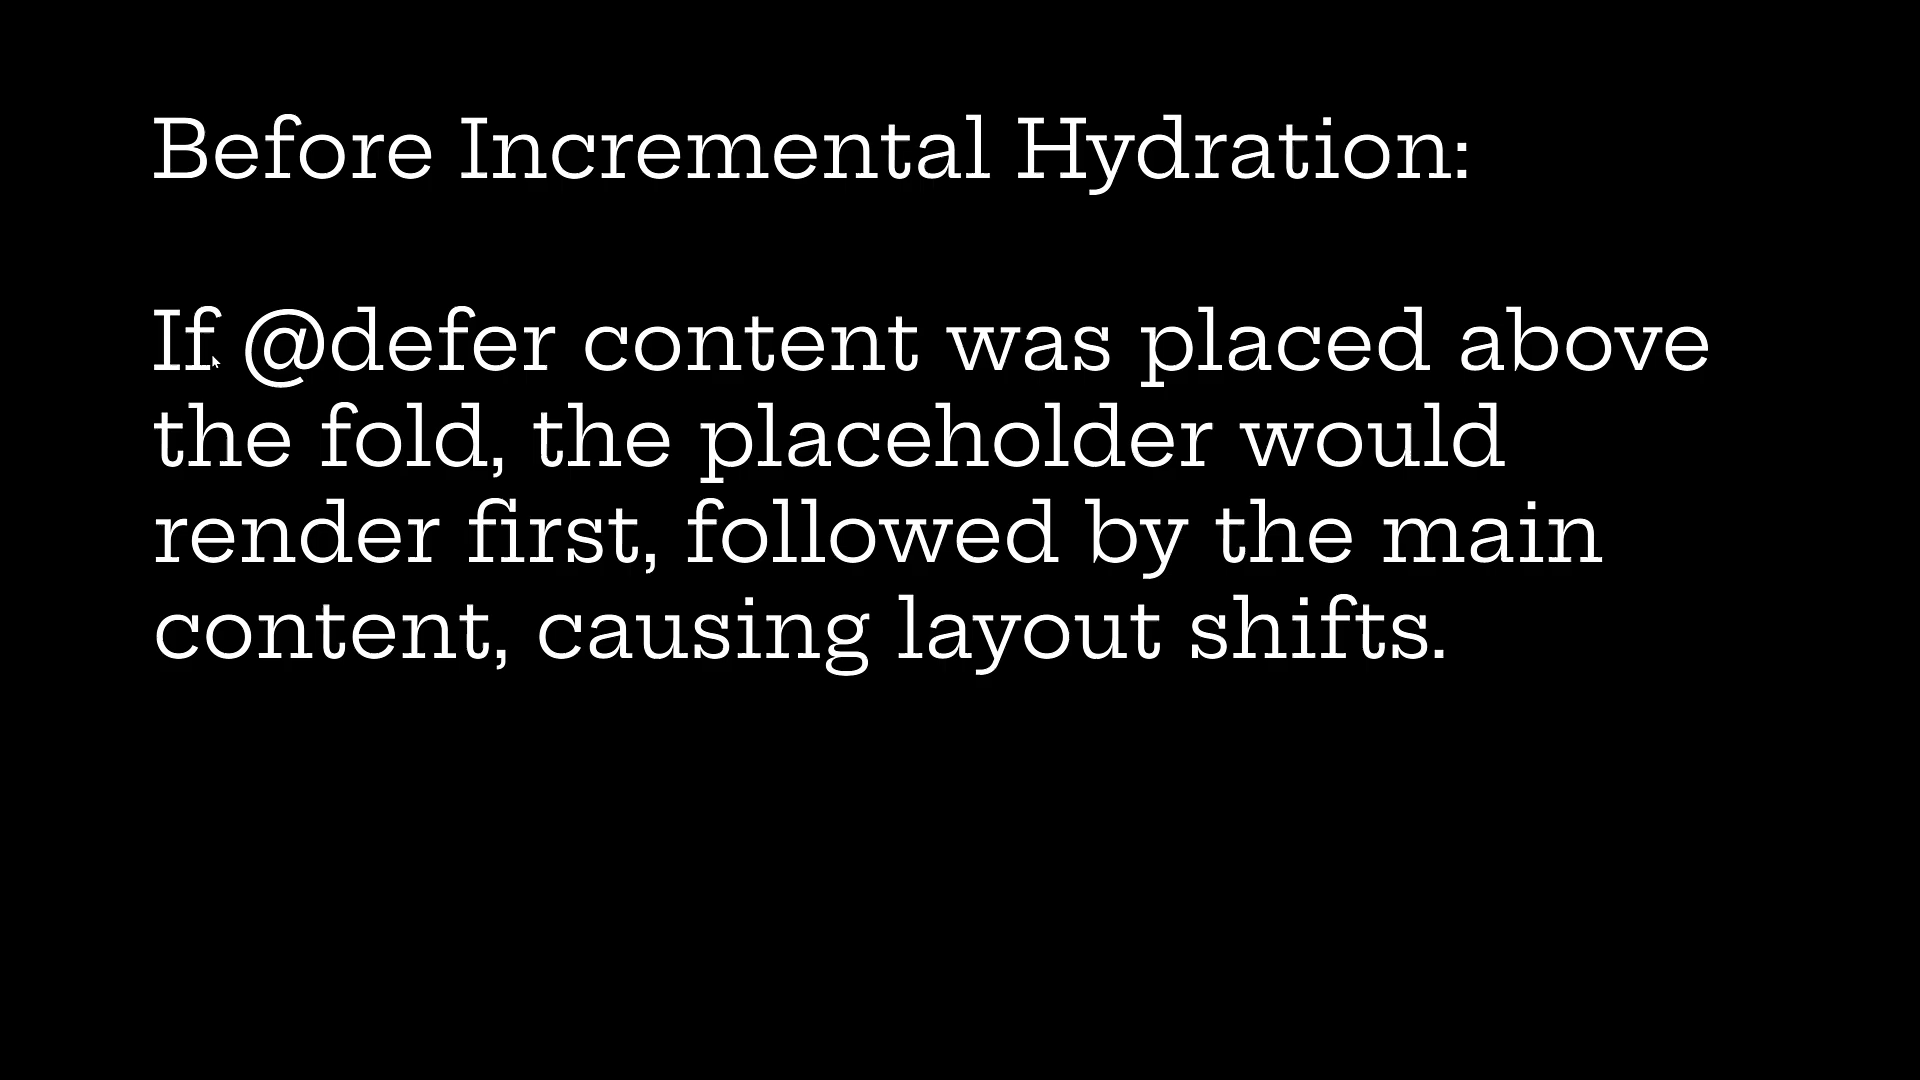 Before Incremental Hydration:
If @defer content was placed above
the fold, the placeholder would
render first, followed by the main
content, causing layout shifts.